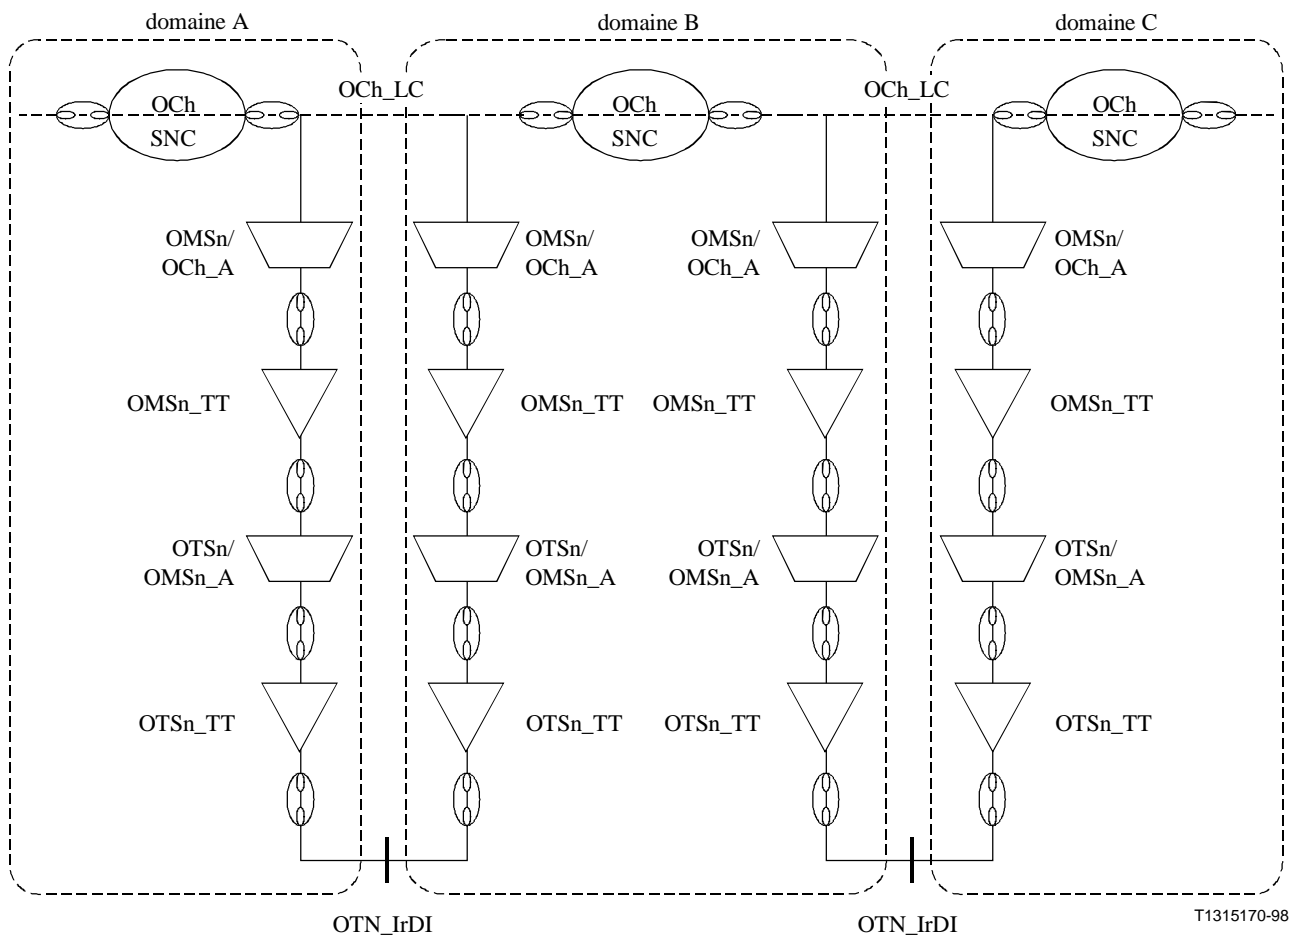 domaine A
domaine B
domaine C
OCh_LC
OCh_LC
OCh
SNC
OCh
SNC
OCh
SNC
OMSn/
OCh_A
OMSn/
OCh_A
OMSn/
OCh_A
OMSn/
OCh_A
OMSn_TT
OMSn_TT
OMSn_TT
OMSn_TT
OTSn/
OMSn_A
OTSn/
OMSn_A
OTSn/
OMSn_A
OTSn/
OMSn_A
OTSn_TT
OTSn_TT
OTSn_TT
OTSn_TT
OTN_IrDI
OTN_IrDI
T1315170-98